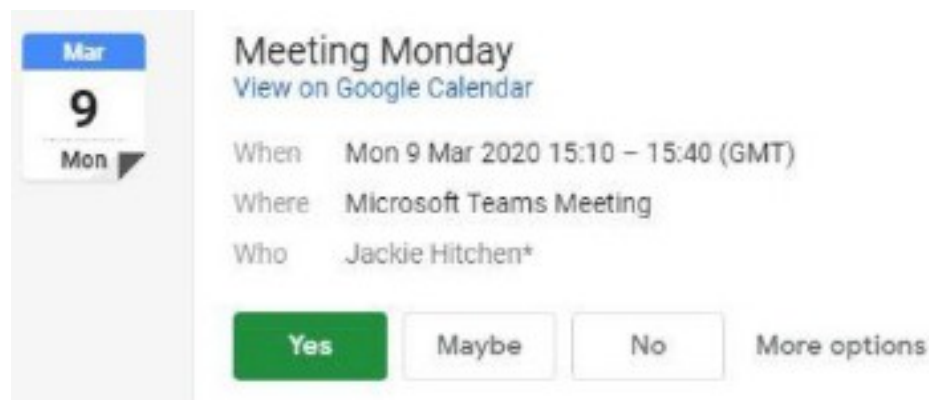 Mar
9
Mon
Meeting Monday
View on Google Calendar
When Mon 9 Mar 2020 15:10 – 15:40 (GMT)
Where Microsoft Teams Meeting
Who Jackie Hitchen*
Yes Maybe No More options